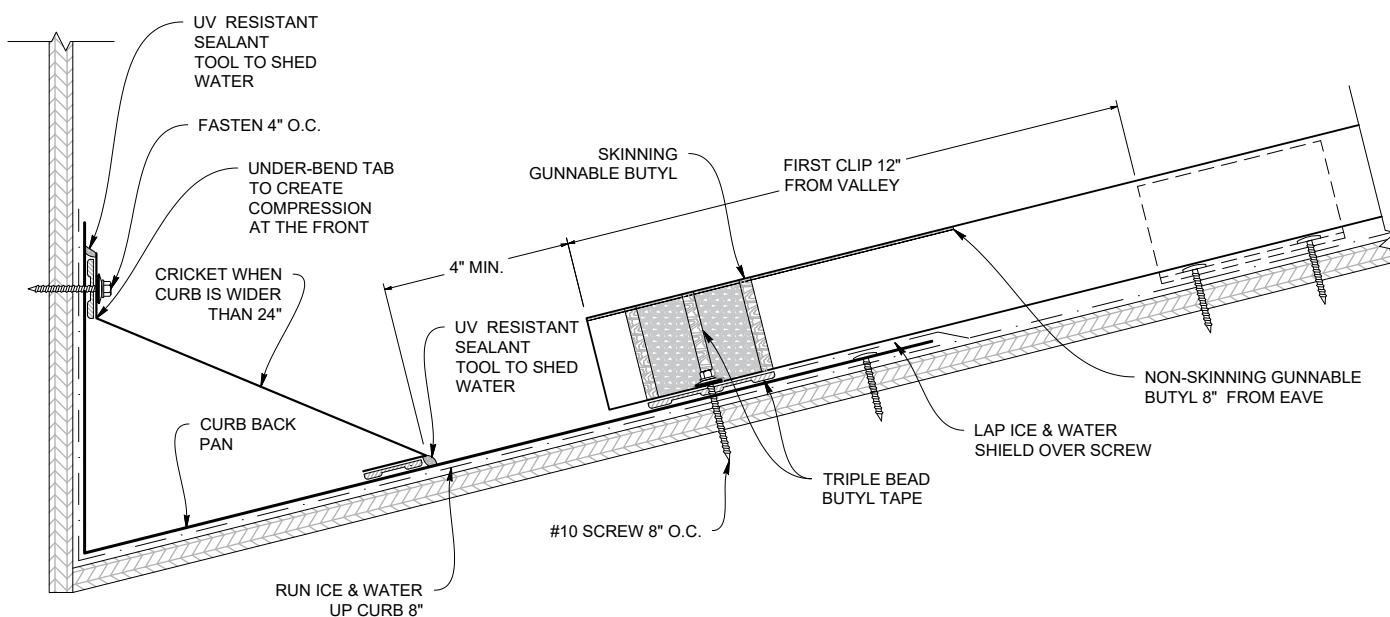 UV RESISTANT
SEALANT
TOOL TO SHED
WATER
FASTEN 4" O.C.
UNDER-BEND TAB
TO CREATE
COMPRESSION
AT THE FRONT
CRICKET WHEN
CURB IS WIDER
THAN 24"
CURB BACK
PAN
RUN ICE & WATER
UP CURB 8"
4" MIN.
UV RESISTANT
SEALANT
TOOL TO SHED
WATER
SKINNING
GUNNABLE BUTYL
FIRST CLIP 12"
FROM VALLEY
NON-SKINNING GUNNABLE
BUTYL 8" FROM EAVE
LAP ICE & WATER
SHIELD OVER SCREW
TRIPLE BEAD
BUTYL TAPE
#10 SCREW 8" O.C.